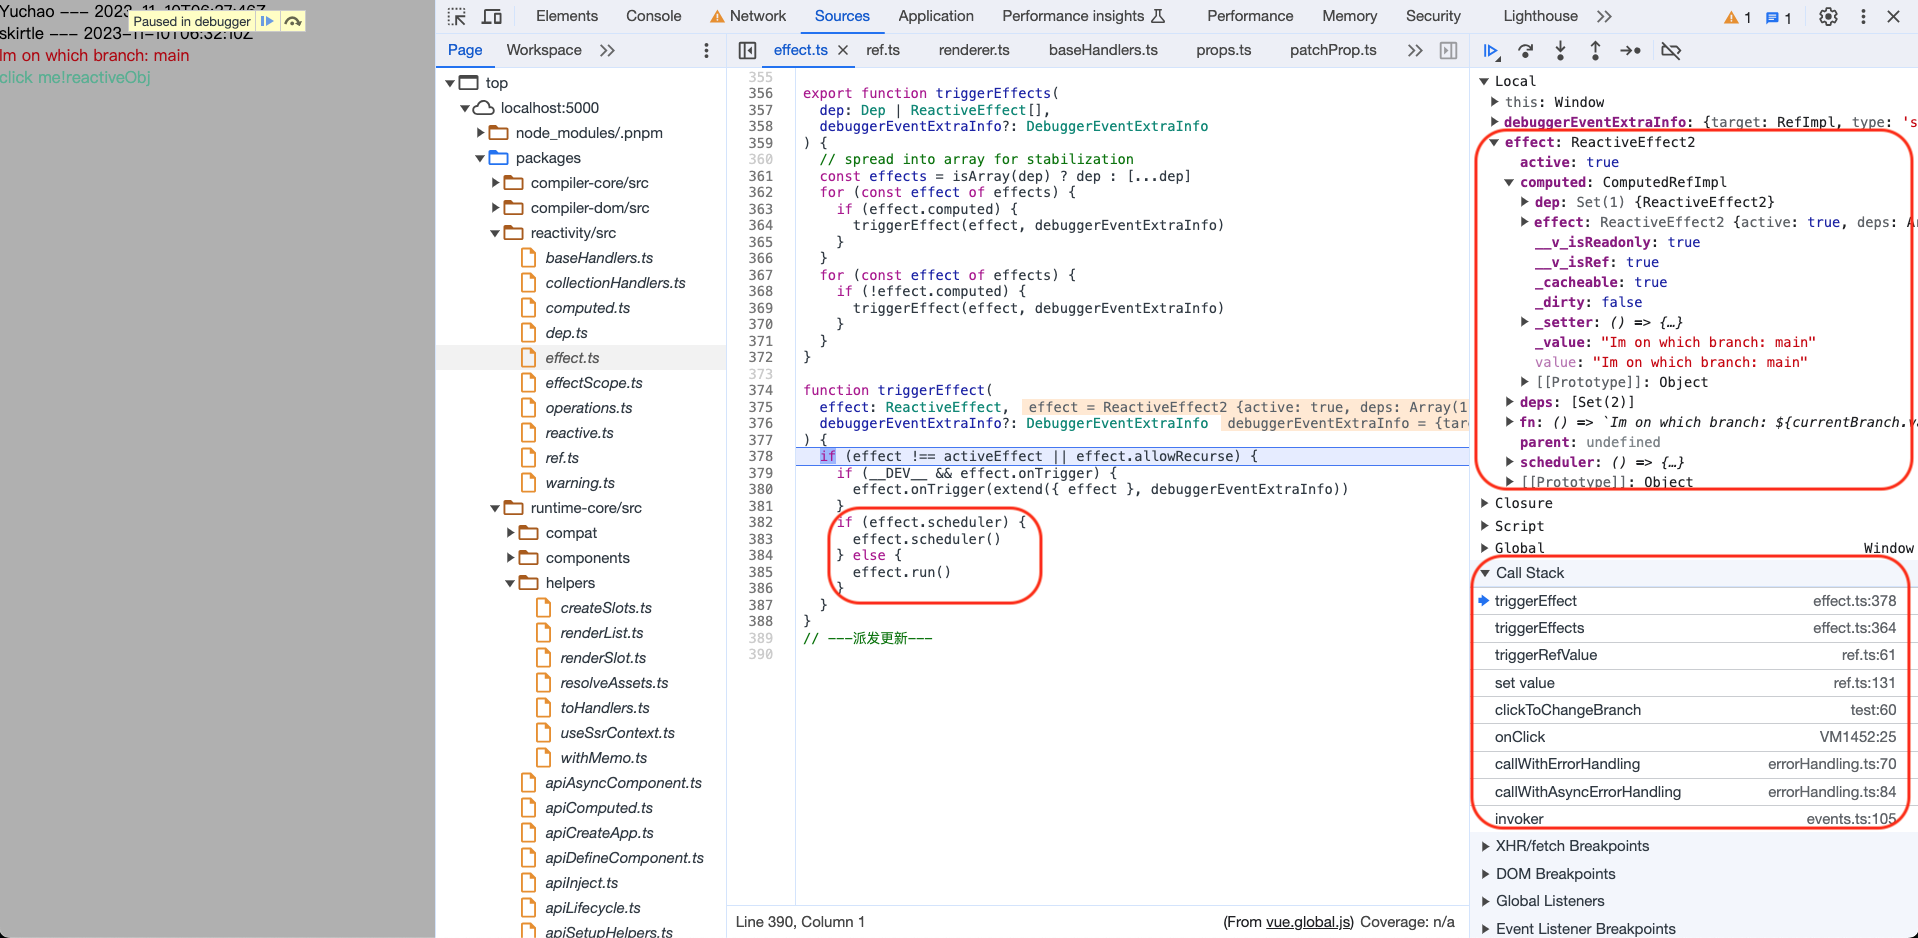 Yuchao --- 2023-11-10T06:37:46Z
Paused in debugger
skirtle --- 2023-11-10T06:32:10Z
Im on which branch: main
click me!reactiveObj
Elements Console Network Sources Application Performance insights Performance Memory Security Lighthouse 1 1
Page Workspace
effect.ts ref.ts renderer.ts baseHandlers.ts props.ts patchProp.ts
top
localhost:5000
node_modules/.pnpm
packages
compiler-core/src
compiler-dom/src
reactivity/src
baseHandlers.ts
collectionHandlers.ts
computed.ts
dep.ts
effect.ts
effectScope.ts
operations.ts
reactive.ts
ref.ts
warning.ts
runtime-core/src
compat
components
helpers
createSlots.ts
renderList.ts
renderSlot.ts
resolveAssets.ts
toHandlers.ts
useSsrContext.ts
withMemo.ts
apiAsyncComponent.ts
apiComputed.ts
apiCreateApp.ts
apiDefineComponent.ts
apiInject.ts
apiLifecycle.ts
apiSetupHelpers.ts
355
356 export function triggerEffects(
357 dep: Dep | ReactiveEffect[],
358 debuggerEventExtraInfo?: DebuggerEventExtraInfo
359 ) {
360 // spread into array for stabilization
361 const effects = isArray(dep) ? dep : [...dep]
362 for (const effect of effects) {
363 if (effect.computed) {
364 triggerEffect(effect, debuggerEventExtraInfo)
365 }
366 }
367 for (const effect of effects) {
368 if (!effect.computed) {
369 triggerEffect(effect, debuggerEventExtraInfo)
370 }
371 }
372 }
373
374 function triggerEffect(
375 effect: ReactiveEffect, effect = ReactiveEffect2 {active: true, deps: Array(1
376 debuggerEventExtraInfo?: DebuggerEventExtraInfo debuggerEventExtraInfo = {tar
377 ) {
378 if (effect !== activeEffect || effect.allowRecurse) {
379 if (__DEV__ && effect.onTrigger) {
380 effect.onTrigger(extend({ effect }, debuggerEventExtraInfo))
381 }
382 if (effect.scheduler) {
383 effect.scheduler()
384 } else {
385 effect.run()
386 }
387 }
388 }
389 // ---派发更新---
390
Line 390, Column 1 (From vue.global.js) Coverage: n/a
Local
this: Window
debuggerEventExtraInfo: {target: RefImpl, type: 's
effect: ReactiveEffect2
active: true
computed: ComputedRefImpl
dep: Set(1) {ReactiveEffect2}
effect: ReactiveEffect2 {active: true, deps: Ar
__v_isReadonly: true
__v_isRef: true
_cacheable: true
_dirty: false
_setter: () => {…}
_value: "Im on which branch: main"
value: "Im on which branch: main"
[[Prototype]]: Object
deps: [Set(2)]
fn: () => `Im on which branch: ${currentBranch.v
parent: undefined
scheduler: () => {…}
[[Prototype]]: Object
Closure
Script
Global Window
Call Stack
triggerEffect effect.ts:378
triggerEffects effect.ts:364
triggerRefValue ref.ts:61
set value ref.ts:131
clickToChangeBranch test:60
onClick VM1452:25
callWithErrorHandling errorHandling.ts:70
callWithAsyncErrorHandling errorHandling.ts:84
invoker events.ts:105
XHR/fetch Breakpoints
DOM Breakpoints
Global Listeners
Event Listener Breakpoints